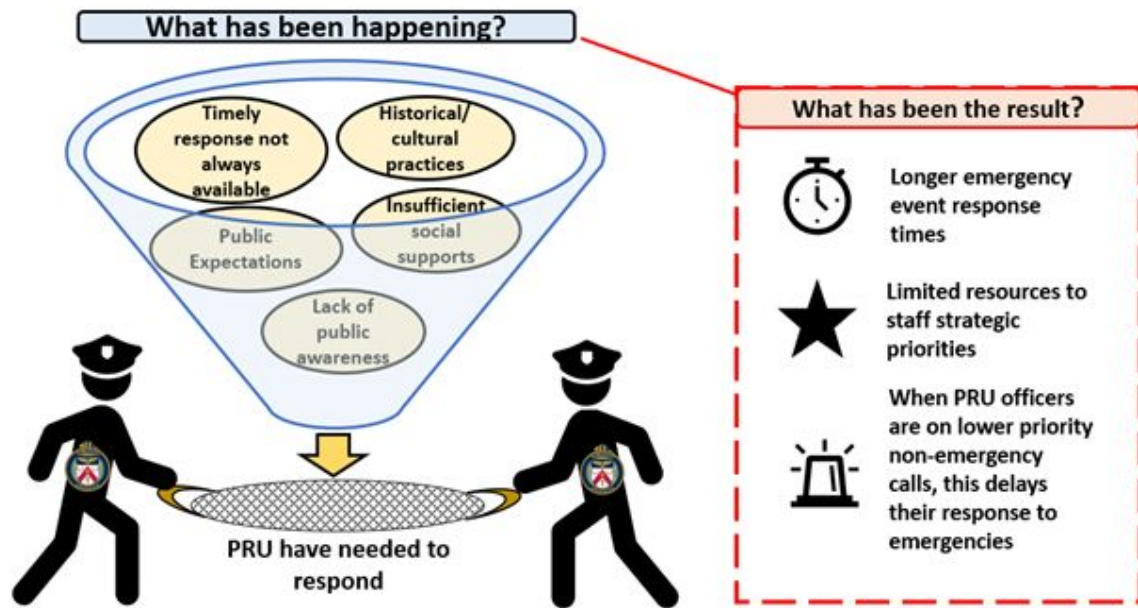 What has been happening?
Timely
response not
always
available
Historical/
cultural
practices
Public
Expectations
Insufficient
social
supports
Lack of
public
awareness
PRU have needed to
respond
What has been the result?
Longer emergency
event response
times
Limited resources to
staff strategic
priorities
When PRU officers
are on lower priority
non-emergency
calls, this delays
their response to
emergencies